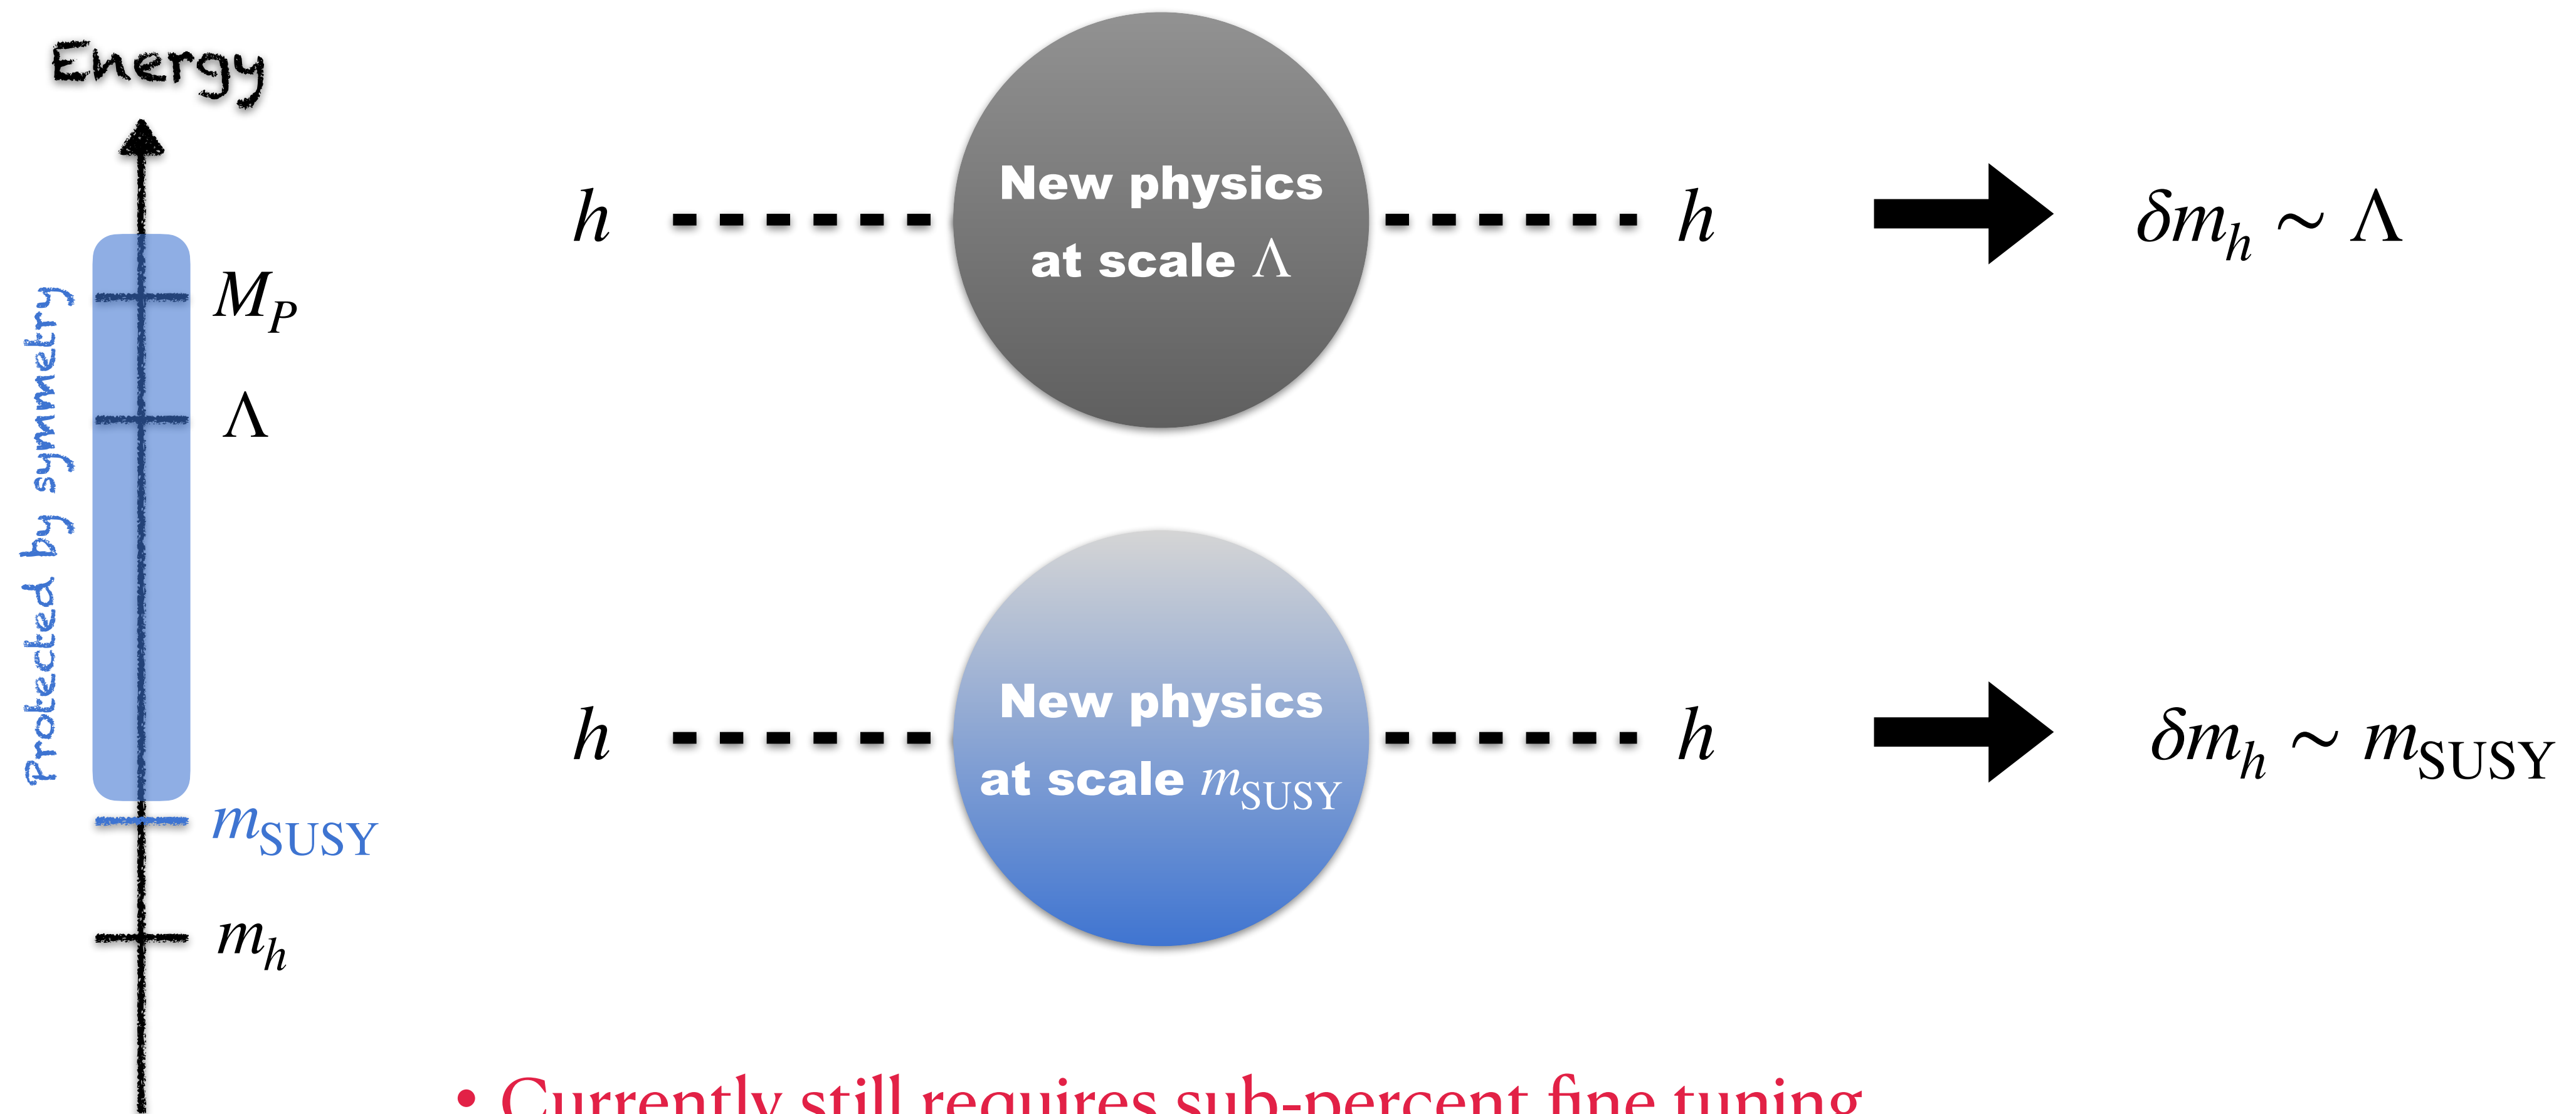 Energy
Protected by symmetry
M_P
Λ
m_SUSY
m_h
h
New physics
at scale Λ
h
δm_h ~ Λ
h
New physics
at scale m_SUSY
h
δm_h ~ m_SUSY
• Currently still requires sub-percent fine tuning